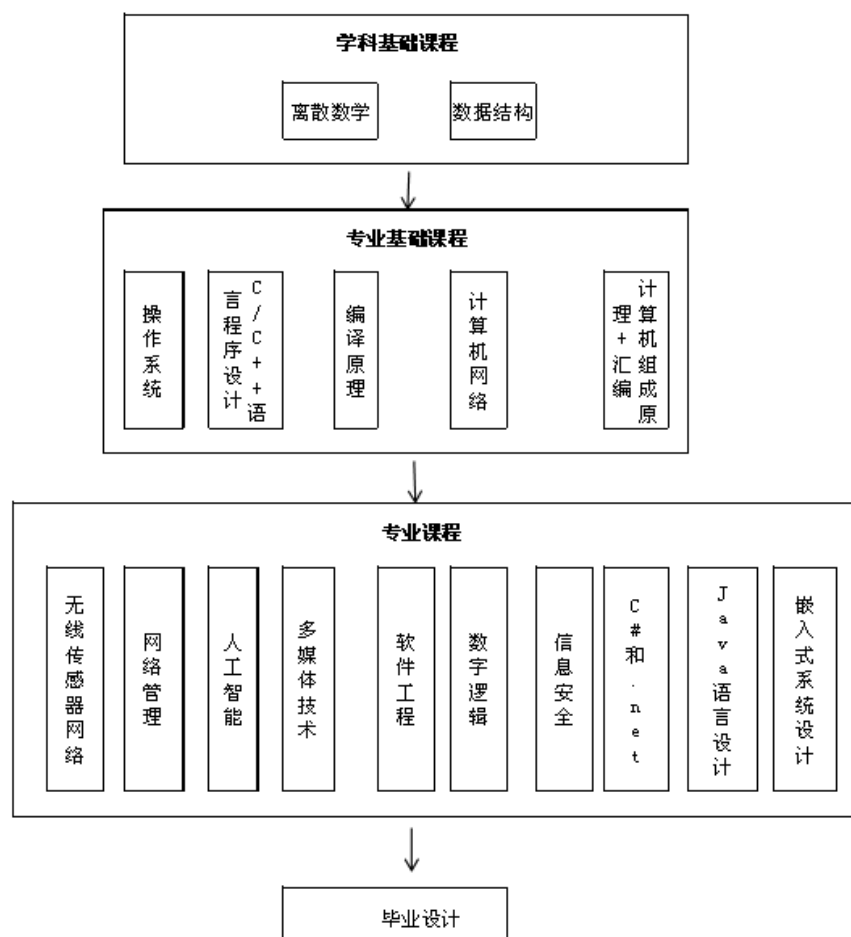 学科基础课程
离散数学
数据结构
专业基础课程
操作系统
C/C++语
言程序设计
编译原理
计算机网络
计算机组成原
理+汇编
专业课程
无线传感器网络
网络管理
人工智能
多媒体技术
软件工程
数字逻辑
信息安全
C#和.net
Java语言设计
嵌入式系统设计
毕业设计